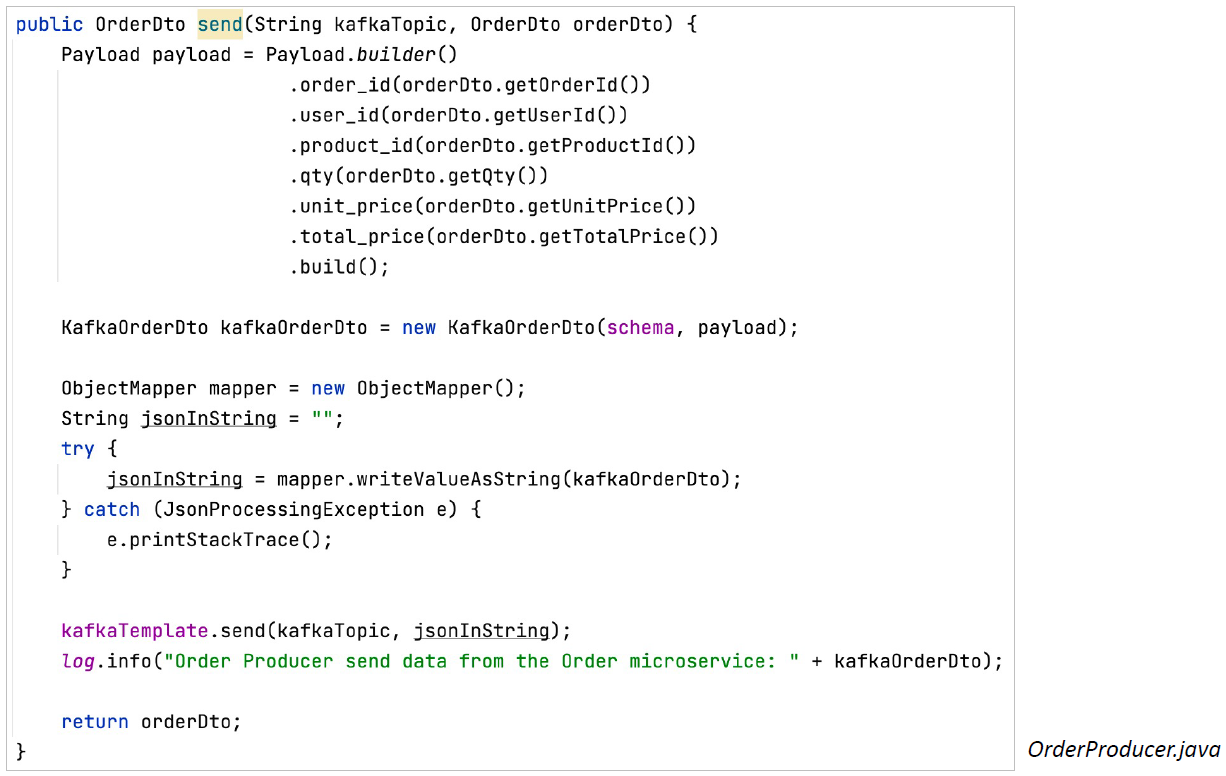 public OrderDto send(String kafkaTopic, OrderDto orderDto) {
    Payload payload = Payload.builder()
                        .order_id(orderDto.getOrderId())
                        .user_id(orderDto.getUserId())
                        .product_id(orderDto.getProductId())
                        .qty(orderDto.getQty())
                        .unit_price(orderDto.getUnitPrice())
                        .total_price(orderDto.getTotalPrice())
                        .build();
    KafkaOrderDto kafkaOrderDto = new KafkaOrderDto(schema, payload);
    ObjectMapper mapper = new ObjectMapper();
    String jsonInString = "";
    try {
        jsonInString = mapper.writeValueAsString(kafkaOrderDto);
    } catch (JsonProcessingException e) {
        e.printStackTrace();
    }
    kafkaTemplate.send(kafkaTopic, jsonInString);
    log.info("Order Producer send data from the Order microservice: " + kafkaOrderDto);
    return orderDto;
}
OrderProducer.java